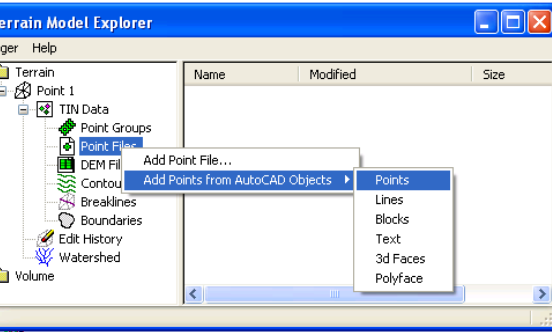 errain Model Explorer
ger Help
Terrain
Name Modified Size
Point 1
TIN Data
Point Groups
Point Files
DEM Fil
Contou
Breaklines
Boundaries
Edit History
Watershed
Volume
Add Point File...
Add Points from AutoCAD Objects
Points
Lines
Blocks
Text
3d Faces
Polyface